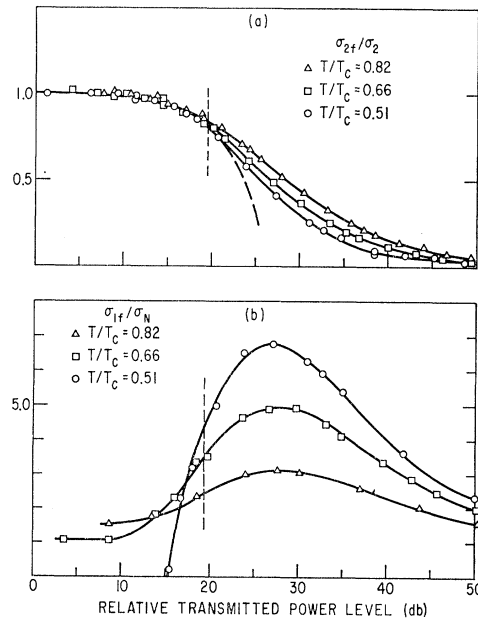 (a)
σ2f/σ2
△ T/TC = 0.82
□ T/TC = 0.66
○ T/TC = 0.51
1.0
0.5
σ1f/σN
(b)
△ T/TC = 0.82
□ T/TC = 0.66
○ T/TC = 0.51
5.0
0 10 20 30 40 50
RELATIVE TRANSMITTED POWER LEVEL (db)